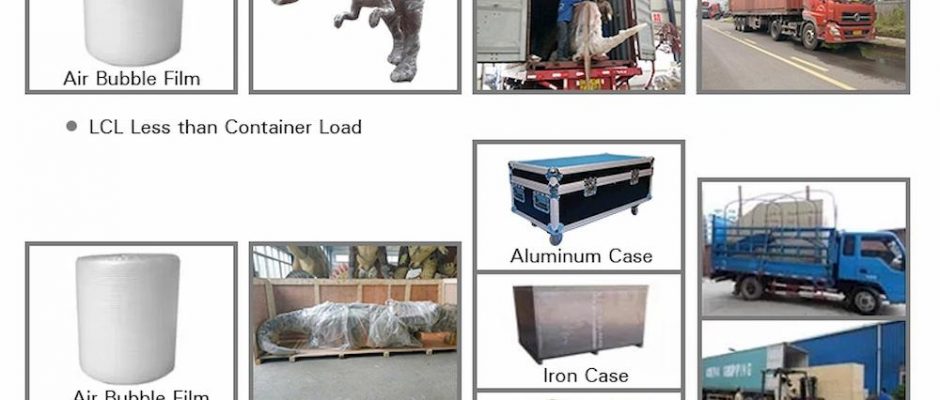 Air Bubble Film
LCL Less than Container Load
Aluminum Case
Iron Case
Air Bubble Film